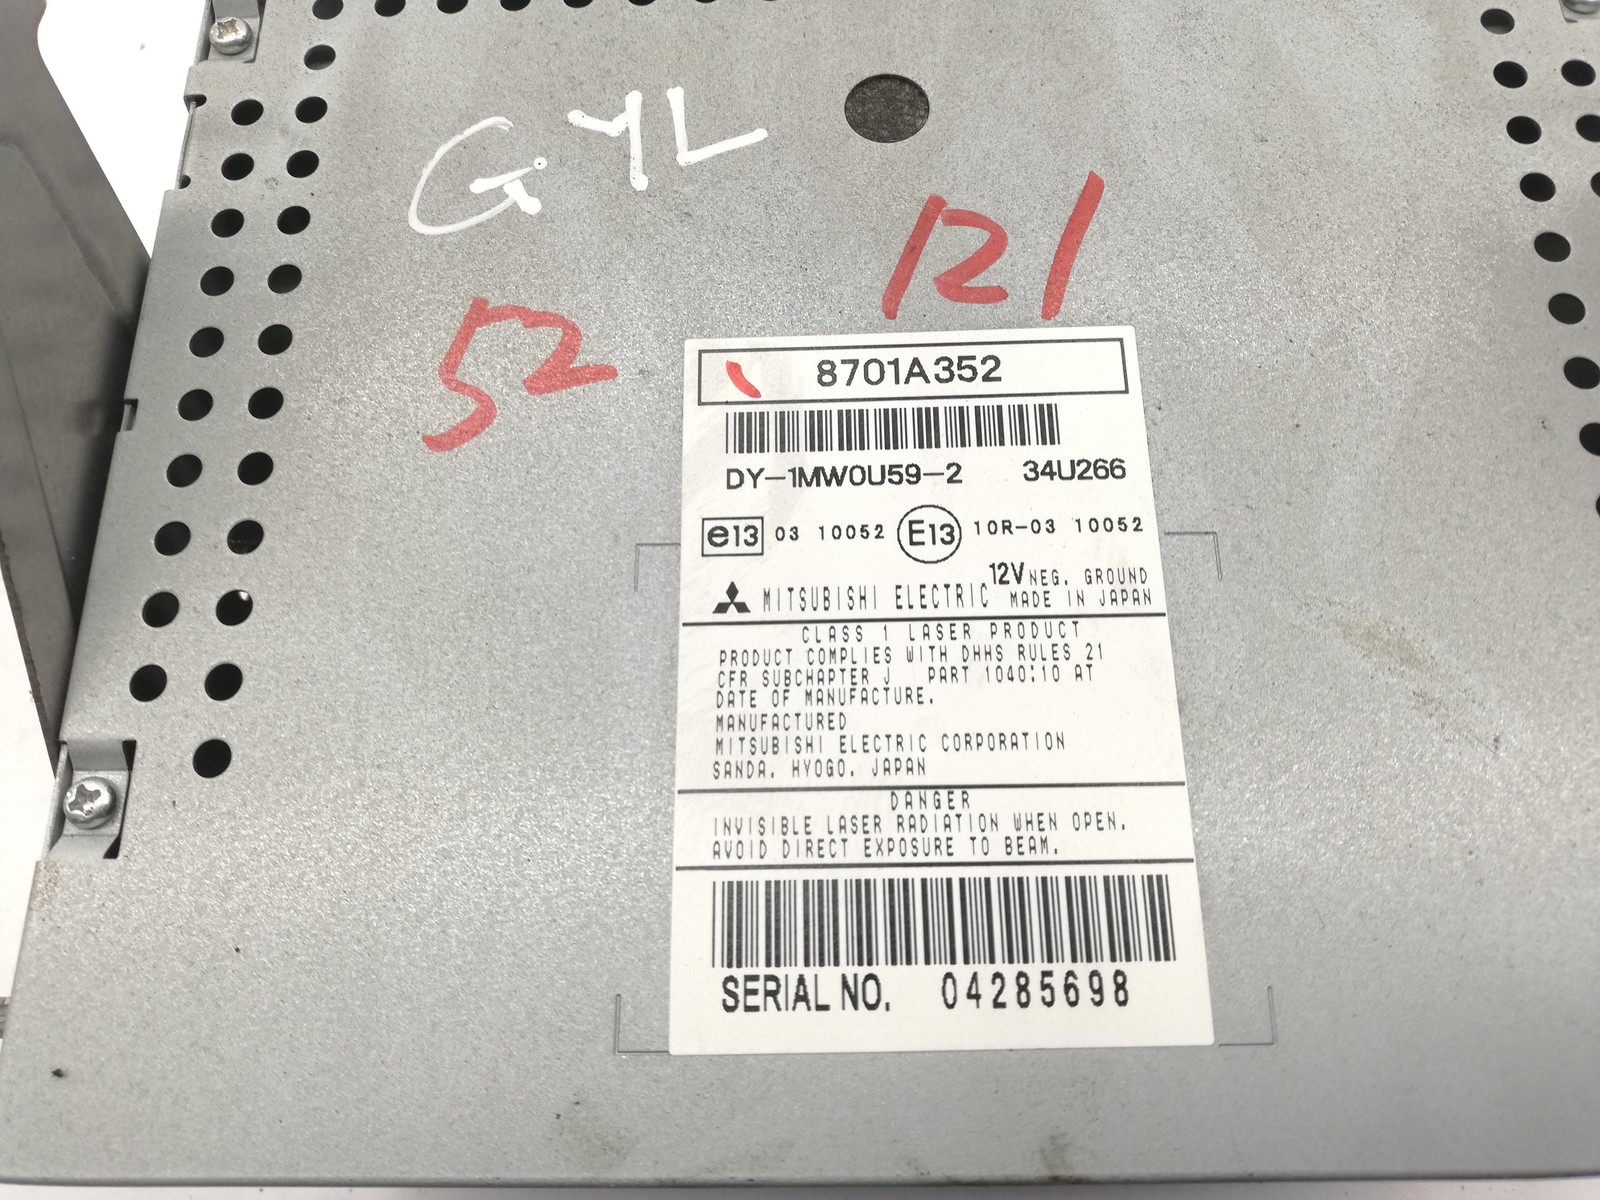 GYL
121
52
8701A352
DY-1MW0U59-2 34U266
e13 03 10052 E13 10R-03 10052
12V NEG. GROUND
MITSUBISHI ELECTRIC MADE IN JAPAN
CLASS 1 LASER PRODUCT
PRODUCT COMPLIES WITH DHHS RULES 21
CFR SUBCHAPTER J PART 1040:10 AT
DATE OF MANUFACTURE.
MANUFACTURED
MITSUBISHI ELECTRIC CORPORATION
SANDA. HYOGO. JAPAN
DANGER
INVISIBLE LASER RADIATION WHEN OPEN.
AVOID DIRECT EXPOSURE TO BEAM.
SERIAL NO. 04285698